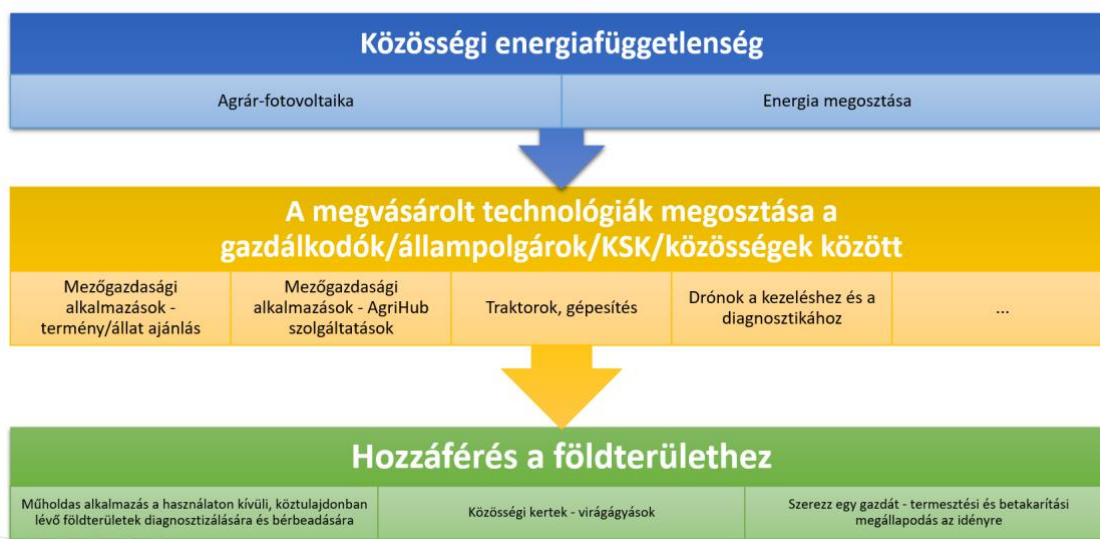 Közösségi energiafüggetlenség
Agrár-fotovoltaika
Energia megosztása
A megvásárolt technológiák megosztása a
gazdálkodók/állampolgárok/KSK/közösségek között
Mezőgazdasági
alkalmazások -
termény/állat ajánlás
Mezőgazdasági
alkalmazások - AgriHub
szolgáltatások
Traktorok, gépesítés
Drónok a kezeléshez és a
diagnosztikához
...
Hozzáférés a földterülethez
Műholdas alkalmazás a használaton kívüli, köztulajdonban
lévő földterületek diagnosztizálására és bérbeadására
Közösségi kertek - virágágyások
Szerezz egy gazdát - termesztési és betakarítási
megállapodás az idényre